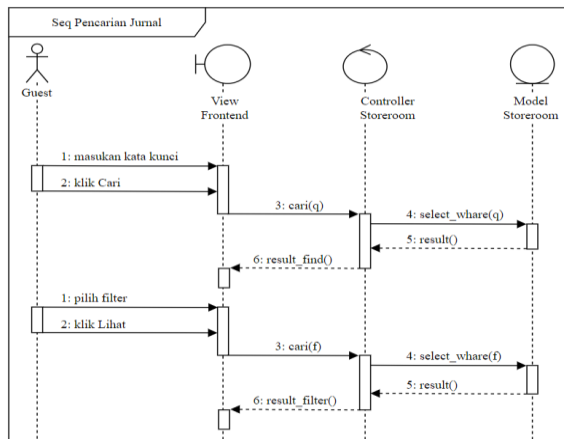 Seq Pencarian Jurnal
Guest
View
Frontend
Controller
Storeroom
Model
Storeroom
1: masukan kata kunci
2: klik Cari
3: cari(q)
4: select_whare(q)
5: result()
6: result_find()
1: pilih filter
2: klik Lihat
3: cari(f)
4: select_whare(f)
5: result()
6: result_filter()